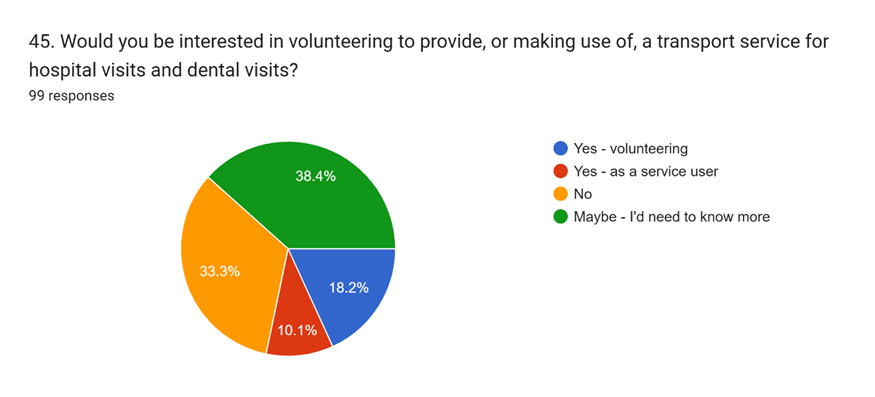 45. Would you be interested in volunteering to provide, or making use of, a transport service for
hospital visits and dental visits?
99 responses
38.4%
33.3%
18.2%
10.1%
Yes - volunteering
Yes - as a service user
No
Maybe - I'd need to know more